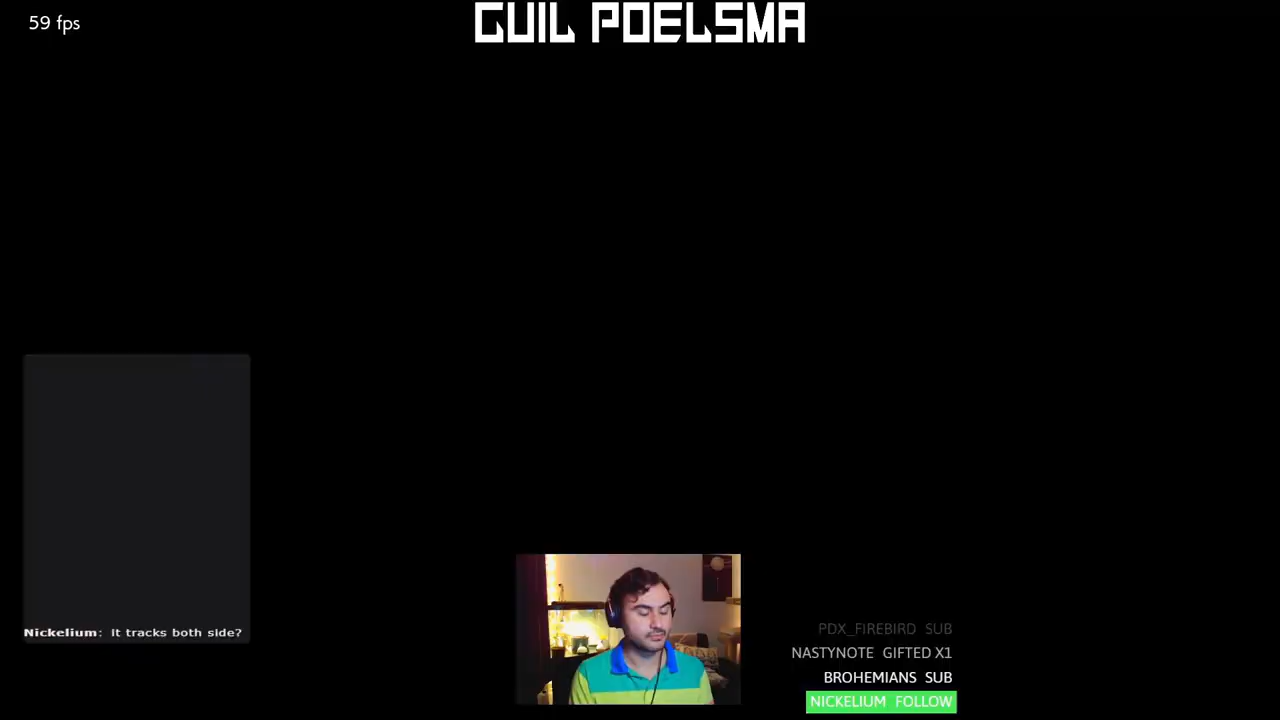 59 fps
GUIL POELSMA
Nickelium: It tracks both side?
PDX_FIREBIRD SUB
NASTYNOTE GIFTED X1
BROHEMIANS SUB
NICKELIUM FOLLOW